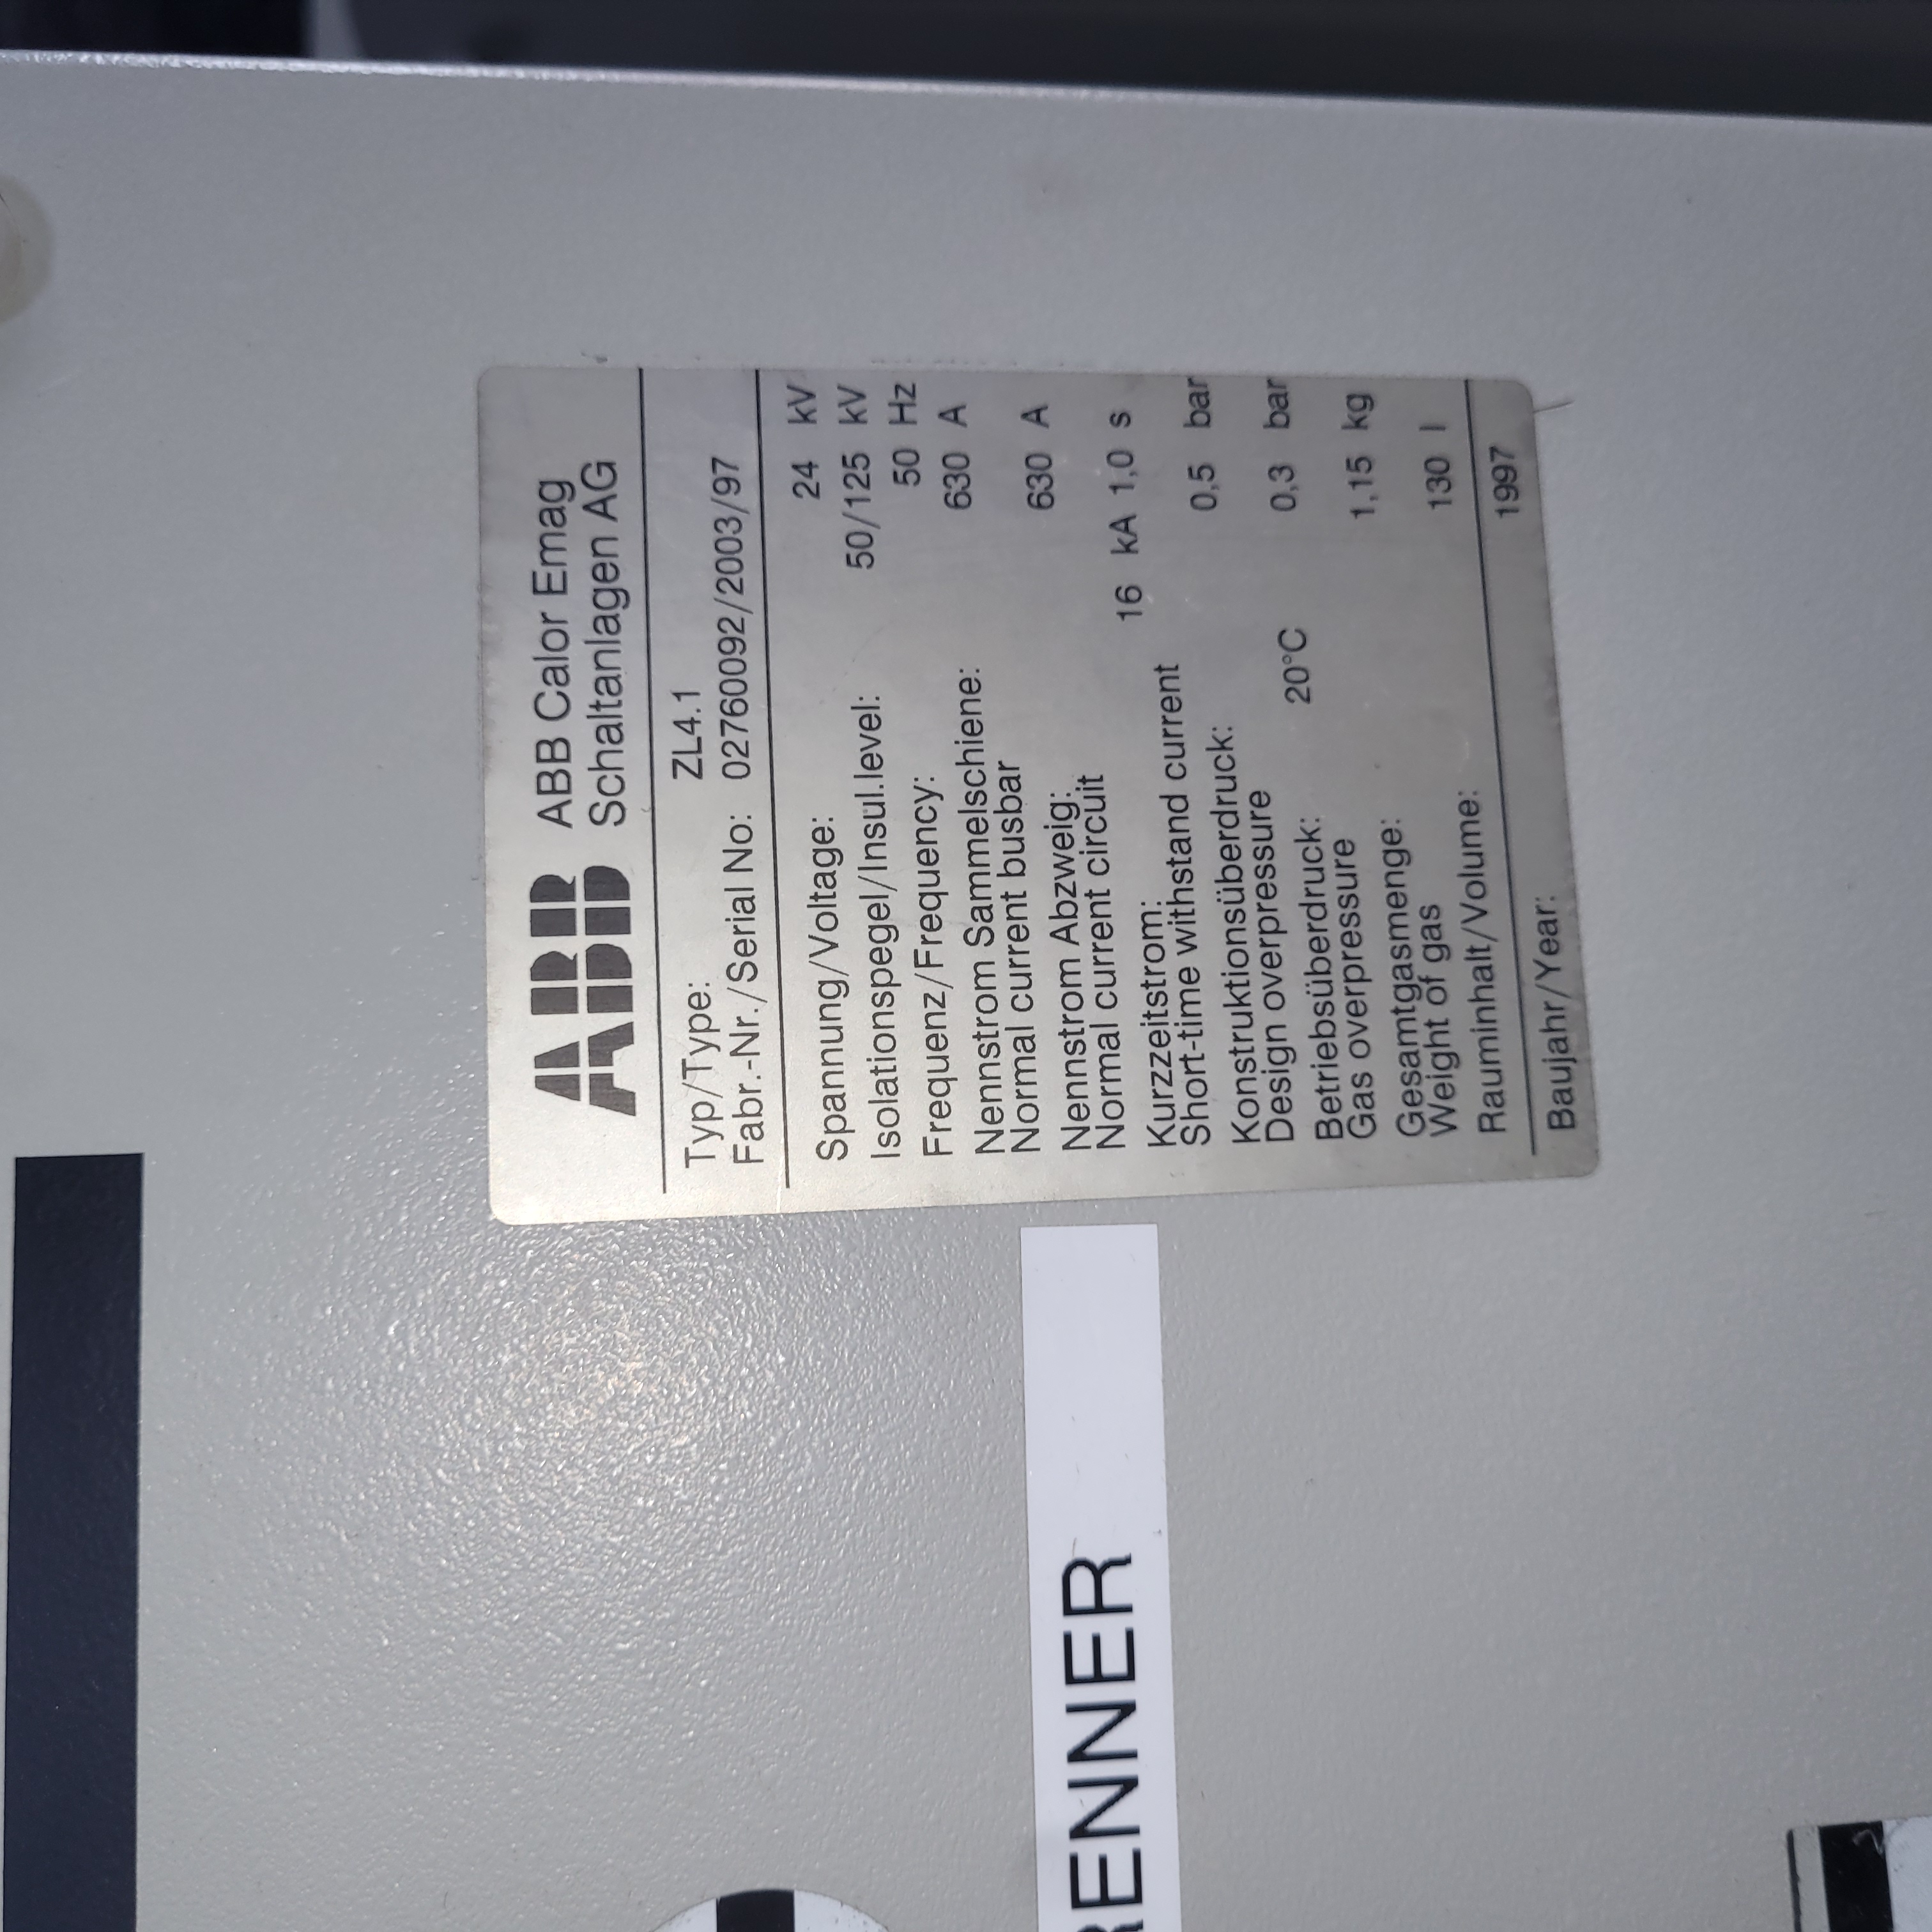 ABB ABB Calor Emag
Schaltanlagen AG
Typ/Type: ZL4.1
Fabr.-Nr./Serial No: 02760092/2003/97
Spannung/Voltage: 24 kV
Isolationspegel/Insul.level: 50/125 kV
Frequenz/Frequency: 50 Hz
Nennstrom Sammelschiene: 630 A
Normal current busbar
Nennstrom Abzweig: 630 A
Normal current circuit
Kurzzeitstrom: 16 kA 1,0 s
Short-time withstand current
Konstruktionsüberdruck: 0,5 bar
Design overpressure
Betriebsüberdruck: 20°C 0,3 bar
Gas overpressure
Gesamtgasmenge: 1,15 kg
Weight of gas
Rauminhalt/Volume: 130 l
Baujahr/Year: 1997
RENNER